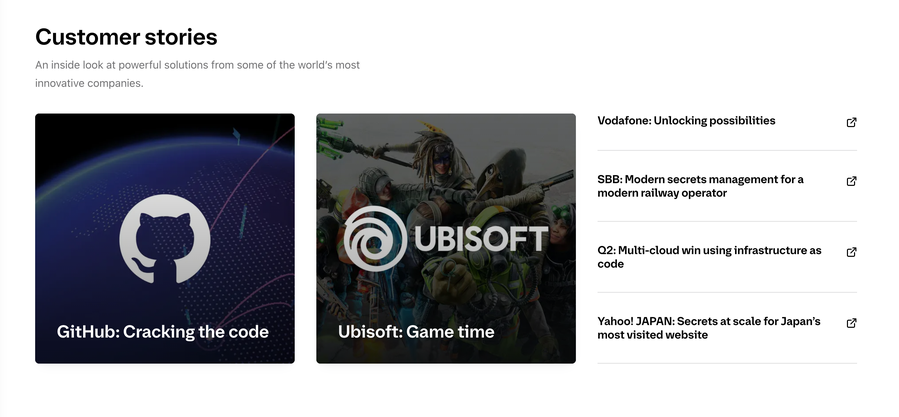 Customer stories
An inside look at powerful solutions from some of the world's most
innovative companies.
UBISOFT
GitHub: Cracking the code
Ubisoft: Game time
Vodafone: Unlocking possibilities
SBB: Modern secrets management for a
modern railway operator
Q2: Multi-cloud win using infrastructure as
code
Yahoo! JAPAN: Secrets at scale for Japan's
most visited website